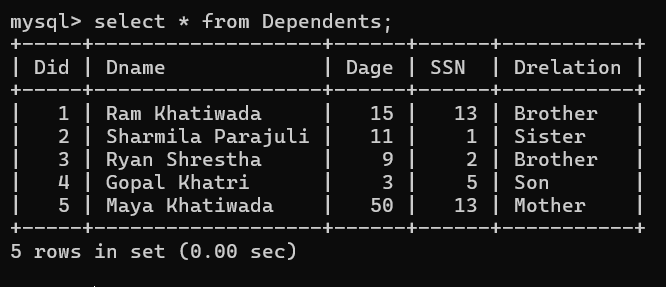 mysql> select * from Dependents;
+-----+-------------------+------+------+-----------+
| Did | Dname             | Dage | SSN  | Drelation |
+-----+-------------------+------+------+-----------+
|   1 | Ram Khatiwada     |   15 |   13 | Brother   |
|   2 | Sharmila Parajuli |   11 |    1 | Sister    |
|   3 | Ryan Shrestha     |    9 |    2 | Brother   |
|   4 | Gopal Khatri      |    3 |    5 | Son       |
|   5 | Maya Khatiwada    |   50 |   13 | Mother    |
+-----+-------------------+------+------+-----------+
5 rows in set (0.00 sec)